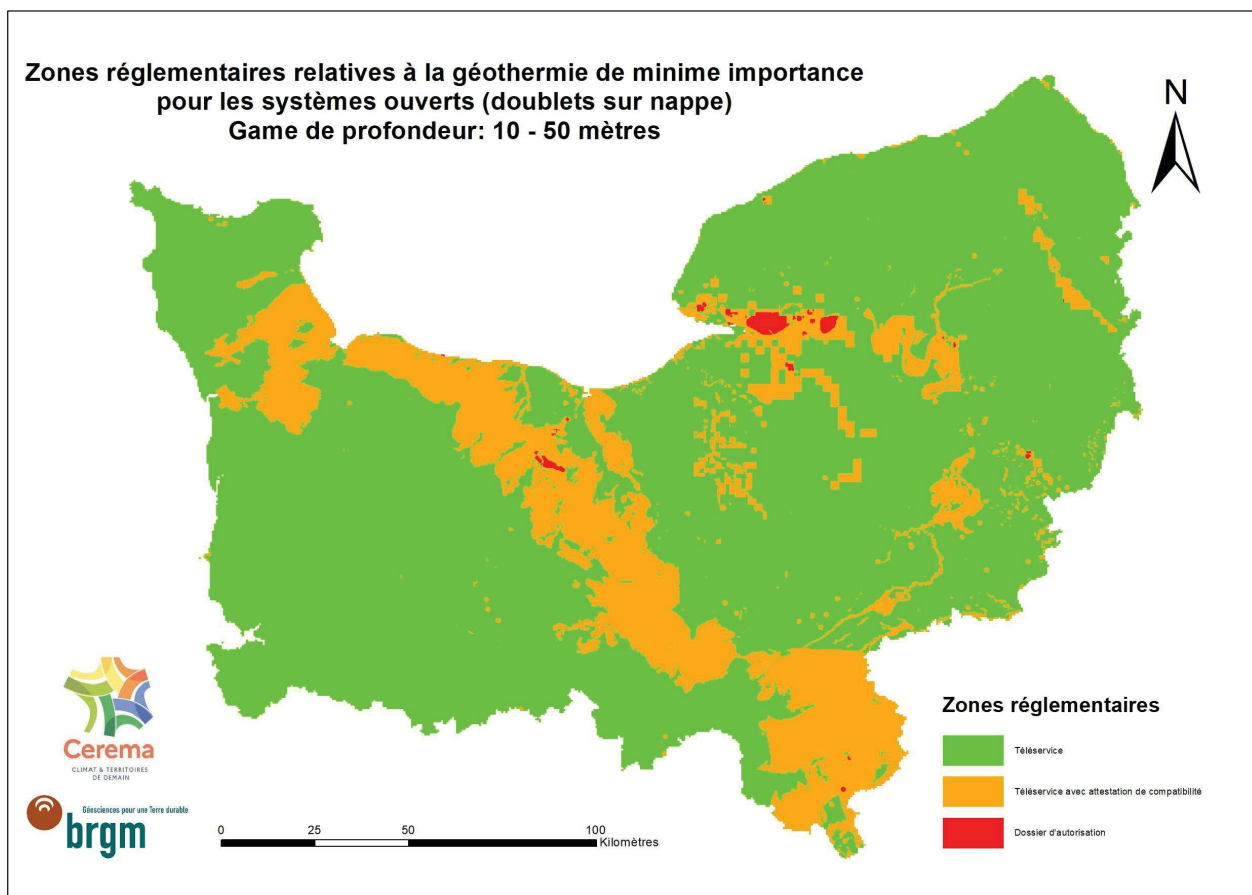 Zones réglementaires relatives à la géothermie de minime importance
pour les systèmes ouverts (doublets sur nappe)
Game de profondeur: 10 - 50 mètres
N
Cerema
CLIMAT & TERRITOIRES
DE DEMAIN
Géosciences pour une Terre durable
brgm
0 25 50 100
Kilomètres
Zones réglementaires
Téléservice
Téléservice avec attestation de compatibilité
Dossier d'autorisation